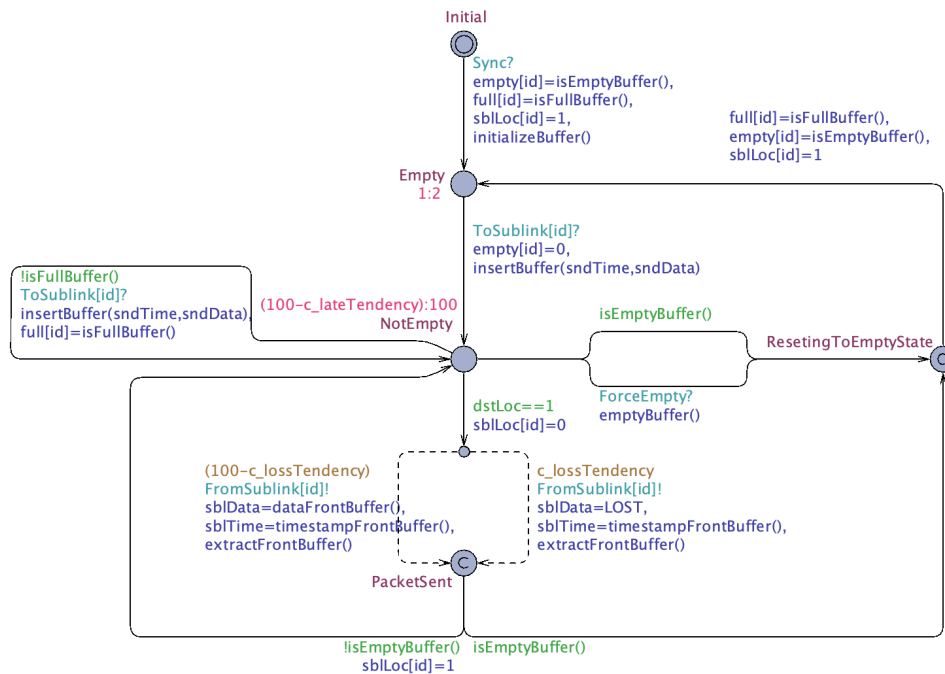 Initial
Sync?
empty[id]=isEmptyBuffer(),
full[id]=isFullBuffer(),
sblLoc[id]=1,
initializeBuffer()
full[id]=isFullBuffer(),
empty[id]=isEmptyBuffer(),
sblLoc[id]=1
Empty
1:2
ToSublink[id]?
empty[id]=0,
insertBuffer(sndTime,sndData)
!isFullBuffer()
ToSublink[id]?
insertBuffer(sndTime,sndData),
full[id]=isFullBuffer()
(100-c_lateTendency):100
NotEmpty
isEmptyBuffer()
ResetingToEmptyState
ForceEmpty?
emptyBuffer()
dstLoc==1
sblLoc[id]=0
(100-c_lossTendency)
FromSublink[id]!
sblData=dataFrontBuffer(),
sblTime=timestampFrontBuffer(),
extractFrontBuffer()
c_lossTendency
FromSublink[id]!
sblData=LOST,
sblTime=timestampFrontBuffer(),
extractFrontBuffer()
C
C
PacketSent
!isEmptyBuffer()
sblLoc[id]=1
isEmptyBuffer()